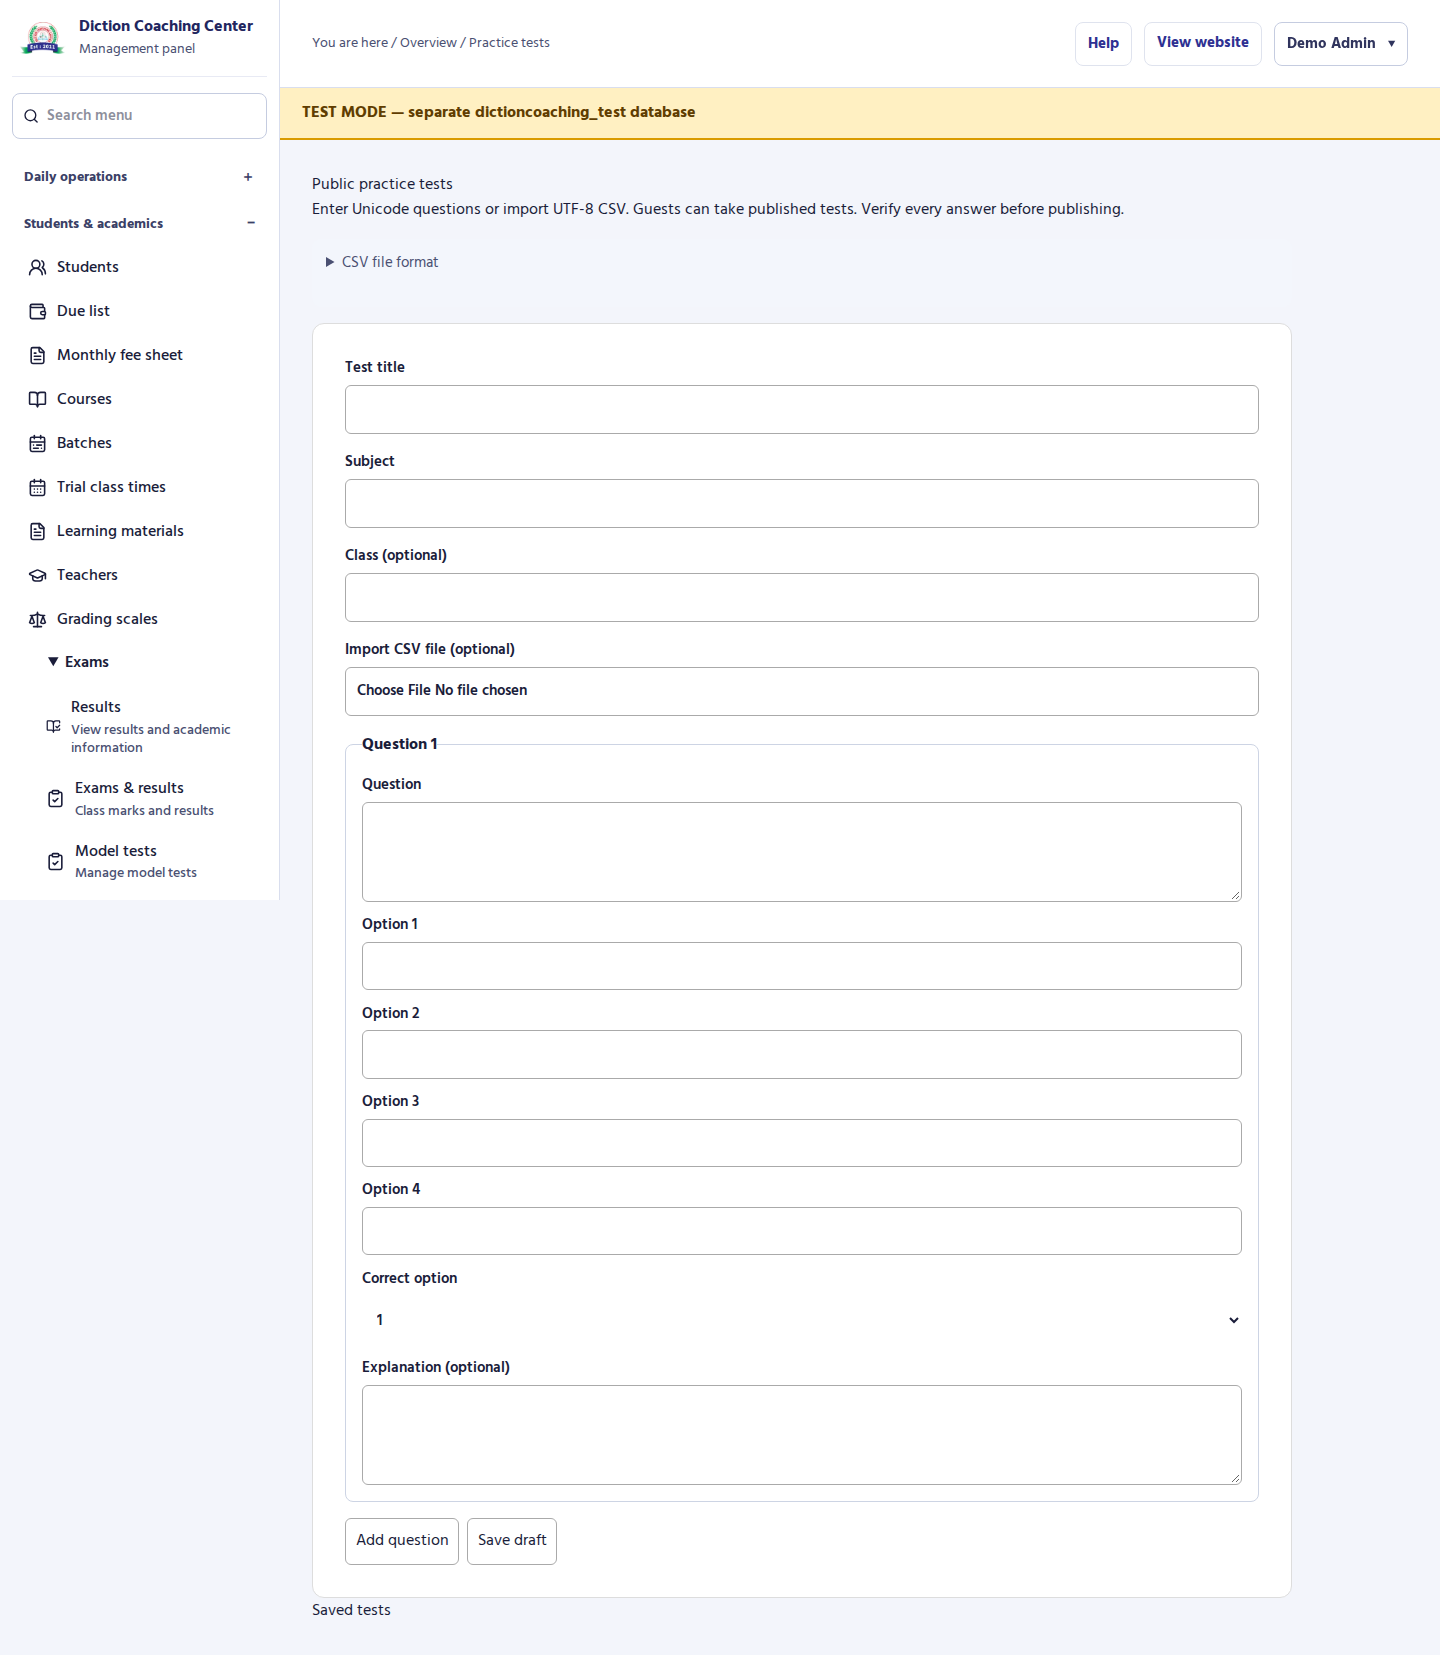 Diction Coaching Center
Management panel
Est : 2011
Search menu
Daily operations +
Students & academics −
Students
Due list
Monthly fee sheet
Courses
Batches
Trial class times
Learning materials
Teachers
Grading scales
▼ Exams
Results
View results and academic
information
Exams & results
Class marks and results
Model tests
Manage model tests
You are here / Overview / Practice tests
Help
View website
Demo Admin ▾
TEST MODE — separate dictioncoaching_test database
Public practice tests
Enter Unicode questions or import UTF-8 CSV. Guests can take published tests. Verify every answer before publishing.
▶ CSV file format
Test title
Subject
Class (optional)
Import CSV file (optional)
Choose File No file chosen
Question 1
Question
Option 1
Option 2
Option 3
Option 4
Correct option
1
Explanation (optional)
Add question
Save draft
Saved tests